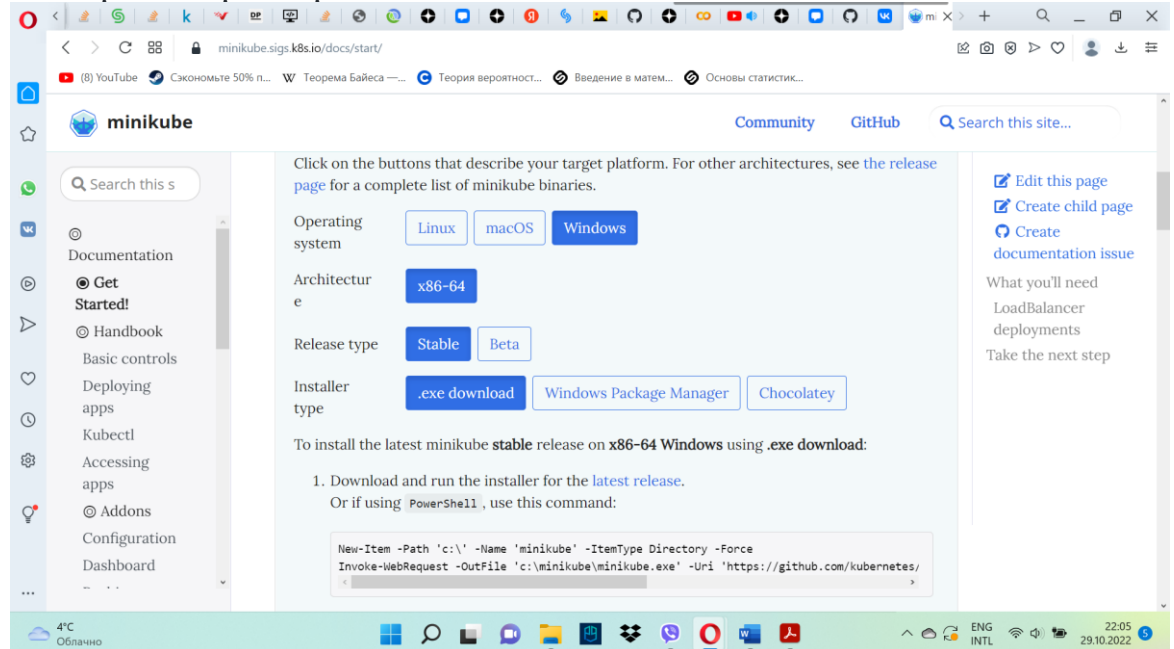 mi
minikube.sigs.k8s.io/docs/start/
(8) YouTube Сэкономьте 50% п... Теорема Байеса —... Теория вероятност... Введение в матем... Основы статистик...
minikube
Community GitHub Search this site...
Search this s
Documentation
Get
Started!
Handbook
Basic controls
Deploying
apps
Kubectl
Accessing
apps
Addons
Configuration
Dashboard
Click on the buttons that describe your target platform. For other architectures, see the release
page for a complete list of minikube binaries.
Operating
system
Linux macOS Windows
Architectur
e
x86-64
Release type Stable Beta
Installer
type
.exe download Windows Package Manager Chocolatey
To install the latest minikube stable release on x86-64 Windows using .exe download:
1. Download and run the installer for the latest release.
Or if using PowerShell , use this command:
New-Item -Path 'c:\' -Name 'minikube' -ItemType Directory -Force
Invoke-WebRequest -OutFile 'c:\minikube\minikube.exe' -Uri 'https://github.com/kubernetes/
Edit this page
Create child page
Create
documentation issue
What you'll need
LoadBalancer
deployments
Take the next step
4°C
Облачно
ENG
INTL
22:05
29.10.2022
5